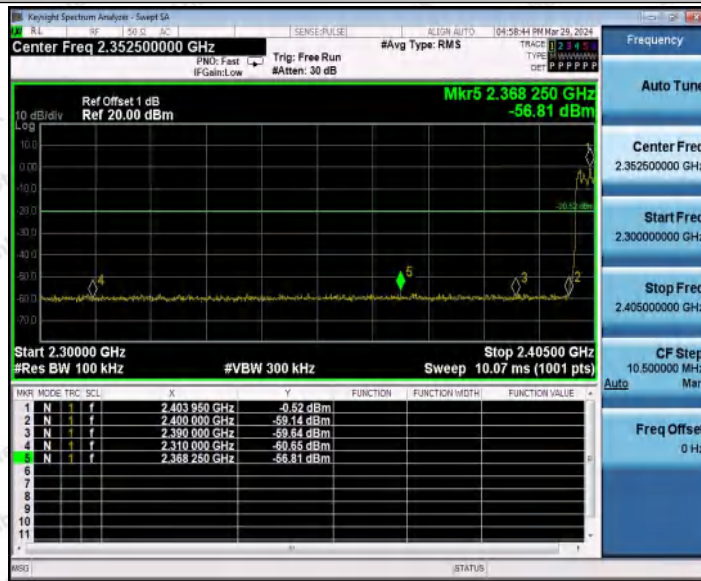 Keysight Spectrum Analyzer - Swept SA
RL RF 50 Ω AC SENSE:PULSE ALIGN AUTO 04:58:44 PM Mar 29, 2024
Center Freq 2.352500000 GHz
PNO: Fast
IFGain:Low
Trig: Free Run
#Atten: 30 dB
#Avg Type: RMS
TRACE 1 2 3 4 5 6
TYPE M WWWWW
DET P P P P P P
Frequency
Auto Tune
Center Freq
2.352500000 GHz
Start Freq
2.300000000 GHz
Stop Freq
2.405000000 GHz
CF Step
10.500000 MHz
Auto Man
Freq Offset
0 Hz
Mkr5 2.368 250 GHz
-56.81 dBm
Ref Offset 1 dB
10 dB/div Ref 20.00 dBm
Log
10.0
0.00
-10.0
-20.0
-30.0
-40.0
-50.0
-60.0
-70.0
1
-20.52 dBm
4
5
3
2
Start 2.30000 GHz Stop 2.40500 GHz
#Res BW 100 kHz #VBW 300 kHz Sweep 10.07 ms (1001 pts)
MKR MODE TRC SCL X Y FUNCTION FUNCTION WIDTH FUNCTION VALUE
1 N 1 f 2.403 950 GHz -0.52 dBm
2 N 1 f 2.400 000 GHz -59.14 dBm
3 N 1 f 2.390 000 GHz -59.64 dBm
4 N 1 f 2.310 000 GHz -60.65 dBm
5 N 1 f 2.368 250 GHz -56.81 dBm
6
7
8
9
10
11
MSG STATUS